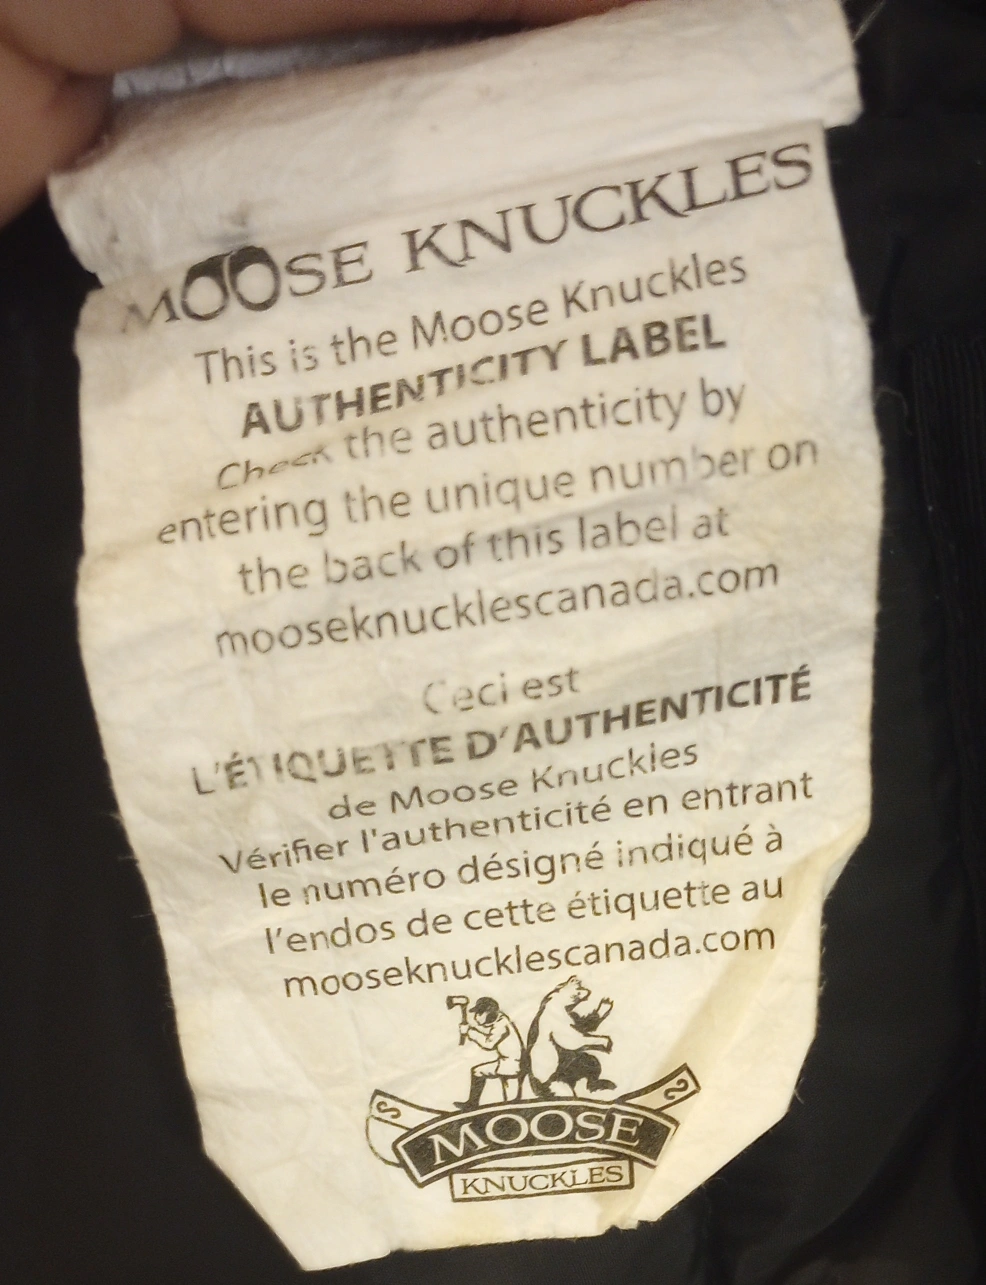 MOOSE KNUCKLES
This is the Moose Knuckles
AUTHENTICITY LABEL
Check the authenticity by
entering the unique number on
the back of this label at
mooseknucklescanada.com
Ceci est
L'ÉTIQUETTE D'AUTHENTICITÉ
de Moose Knuckles
Vérifier l'authenticité en entrant
le numéro désigné indiqué à
l'endos de cette étiquette au
mooseknucklescanada.com
MOOSE
KNUCKLES